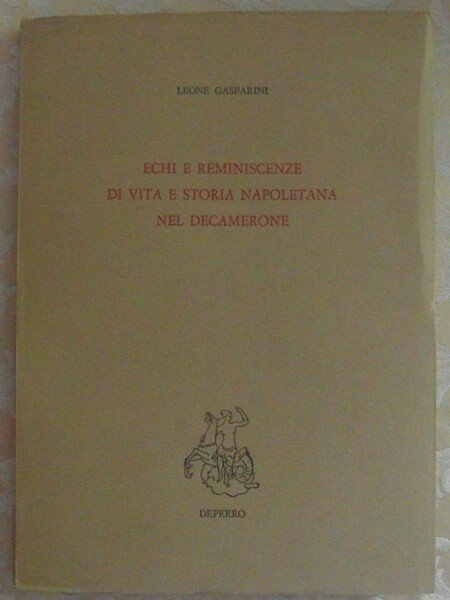 LEONE GASPARINI
ECHI E REMINISCENZE
DI VITA E STORIA NAPOLETANA
NEL DECAMERONE
DEPERRO